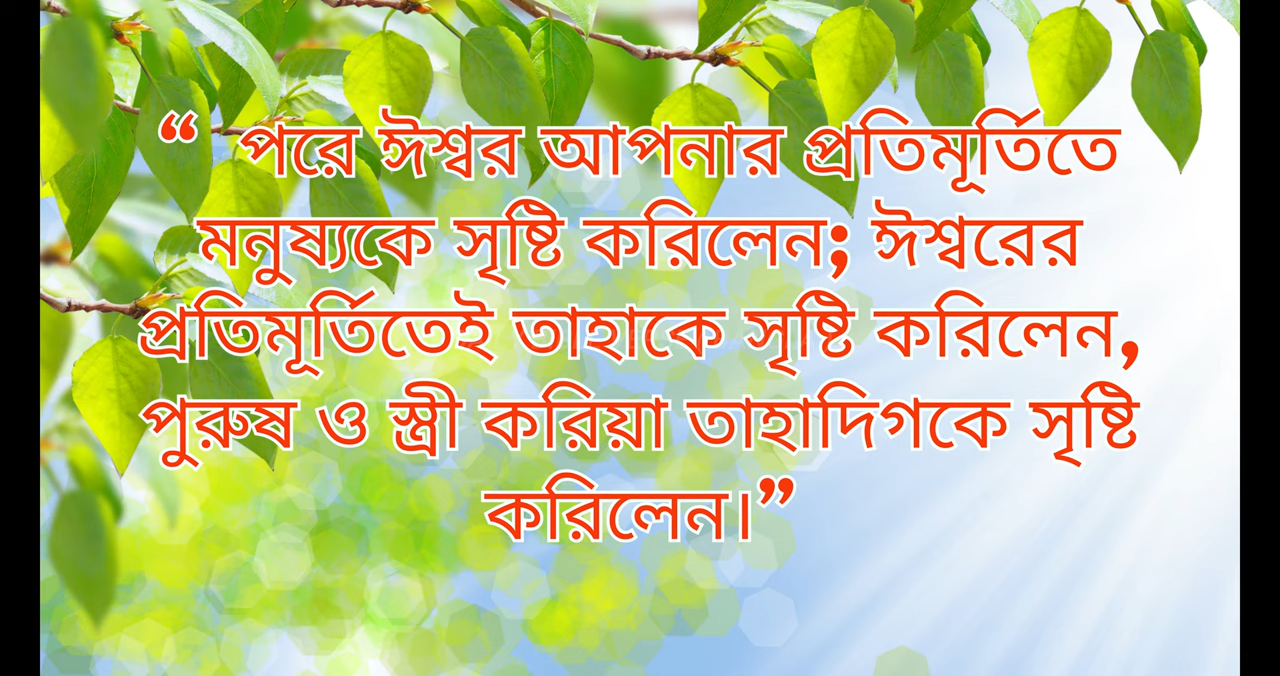 “ পরে ঈশ্বর আপনার প্রতিমূর্তিতে
মনুষ্যকে সৃষ্টি করিলেন; ঈশ্বরের
প্রতিমূর্তিতেই তাহাকে সৃষ্টি করিলেন,
পুরুষ ও স্ত্রী করিয়া তাহাদিগকে সৃষ্টি
করিলেন।”